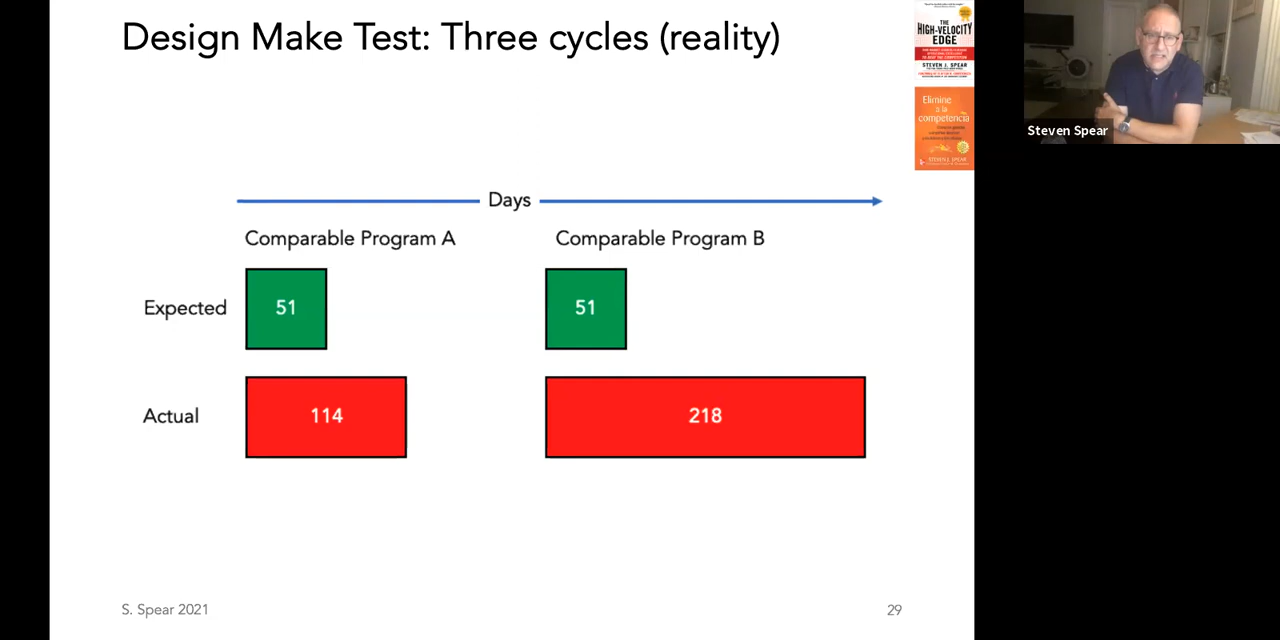 Design Make Test: Three cycles (reality)
THE
HIGH-VELOCITY
EDGE
STEVEN J. SPEAR
Elimine
a la
competencia
STEVEN J. SPEAR
Steven Spear
Days
Comparable Program A
Comparable Program B
Expected
51
51
Actual
114
218
S. Spear 2021
29